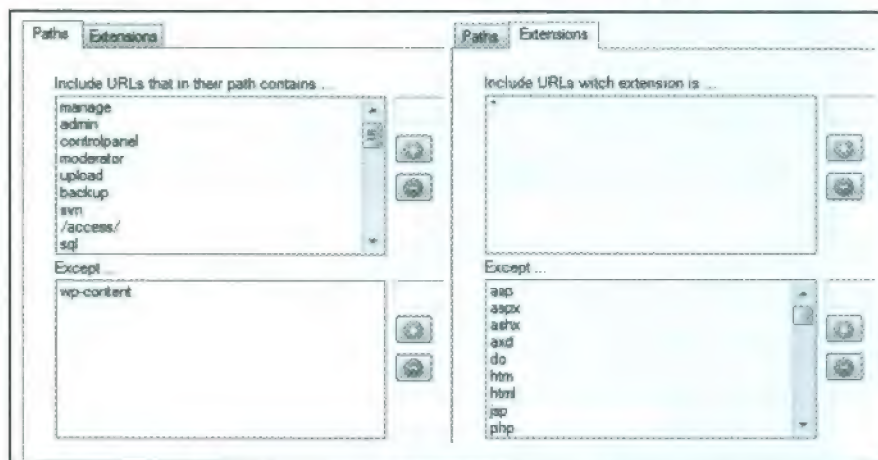 Paths Extensions
Include URLs that in their path contains ...
manage
admin
controlpanel
moderator
upload
backup
svn
/access/
sql
Except ...
wp-content
Paths Extensions
Include URLs witch extension is ...
*
Except ...
asp
aspx
ashx
axd
do
htm
html
jsp
php